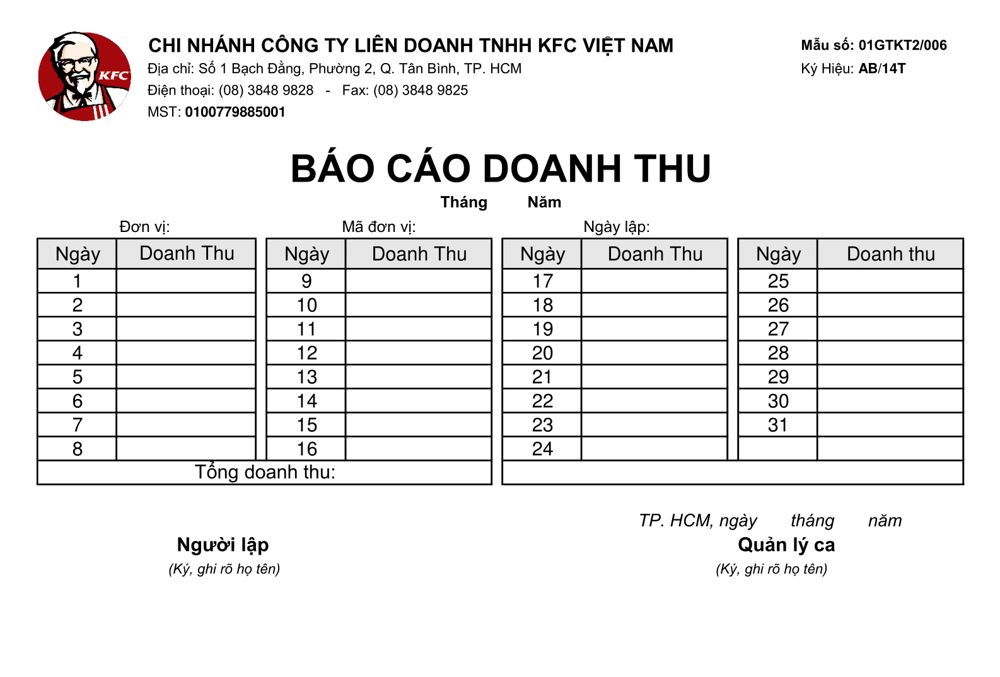 KFC
CHI NHÁNH CÔNG TY LIÊN DOANH TNHH KFC VIỆT NAM
Địa chỉ: Số 1 Bạch Đằng, Phường 2, Q. Tân Bình, TP. HCM
Điện thoại: (08) 3848 9828 - Fax: (08) 3848 9825
MST: 0100779885001
Mẫu số: 01GTKT2/006
Ký Hiệu: AB/14T
BÁO CÁO DOANH THU
Tháng Năm
Đơn vị: Mã đơn vị: Ngày lập:
Ngày Doanh Thu Ngày Doanh Thu Ngày Doanh Thu Ngày Doanh thu
1 9 17 25
2 10 18 26
3 11 19 27
4 12 20 28
5 13 21 29
6 14 22 30
7 15 23 31
8 16 24
Tổng doanh thu:
TP. HCM, ngày tháng năm
Người lập Quản lý ca
(Ký, ghi rõ họ tên) (Ký, ghi rõ họ tên)